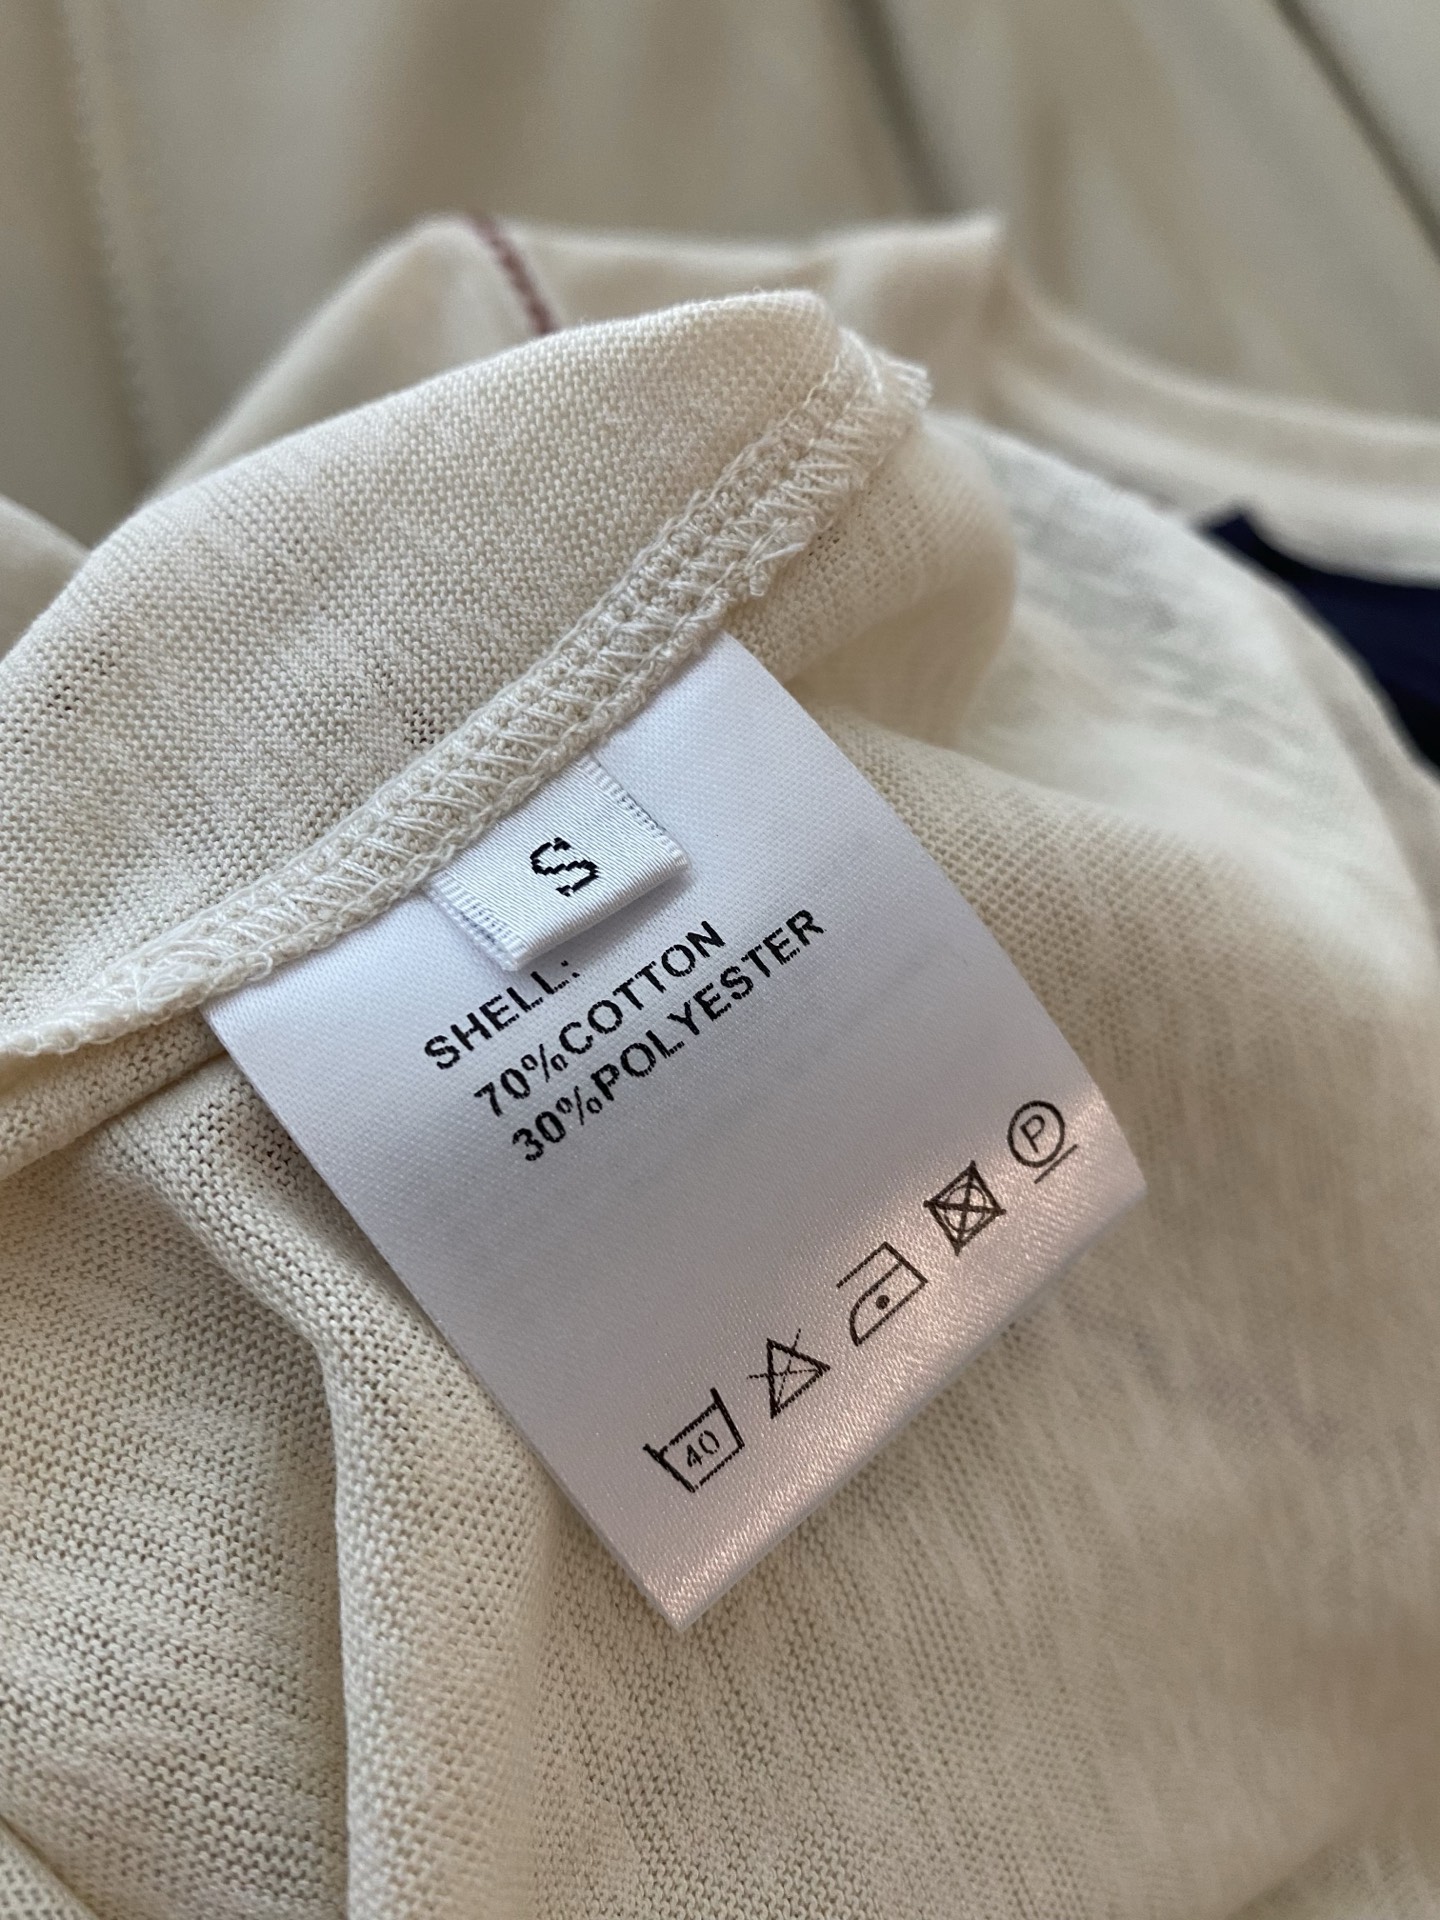 S
SHELL:
70%COTTON
30%POLYESTER
40
P